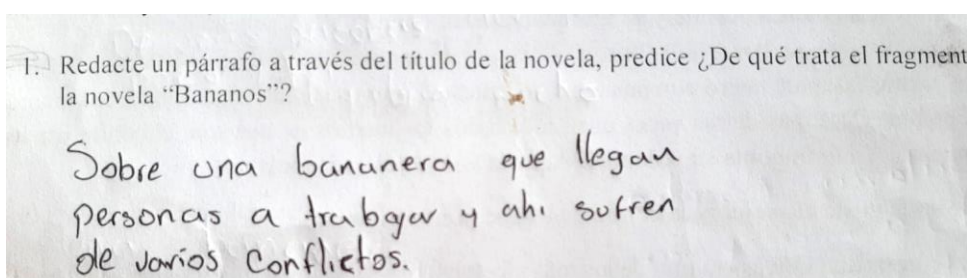 1. Redacte un párrafo a través del título de la novela, predice ¿De qué trata el fragment
la novela “Bananos”?
Sobre una bananera que llegan
personas a trabajar y ahi sufren
de varios conflictos.